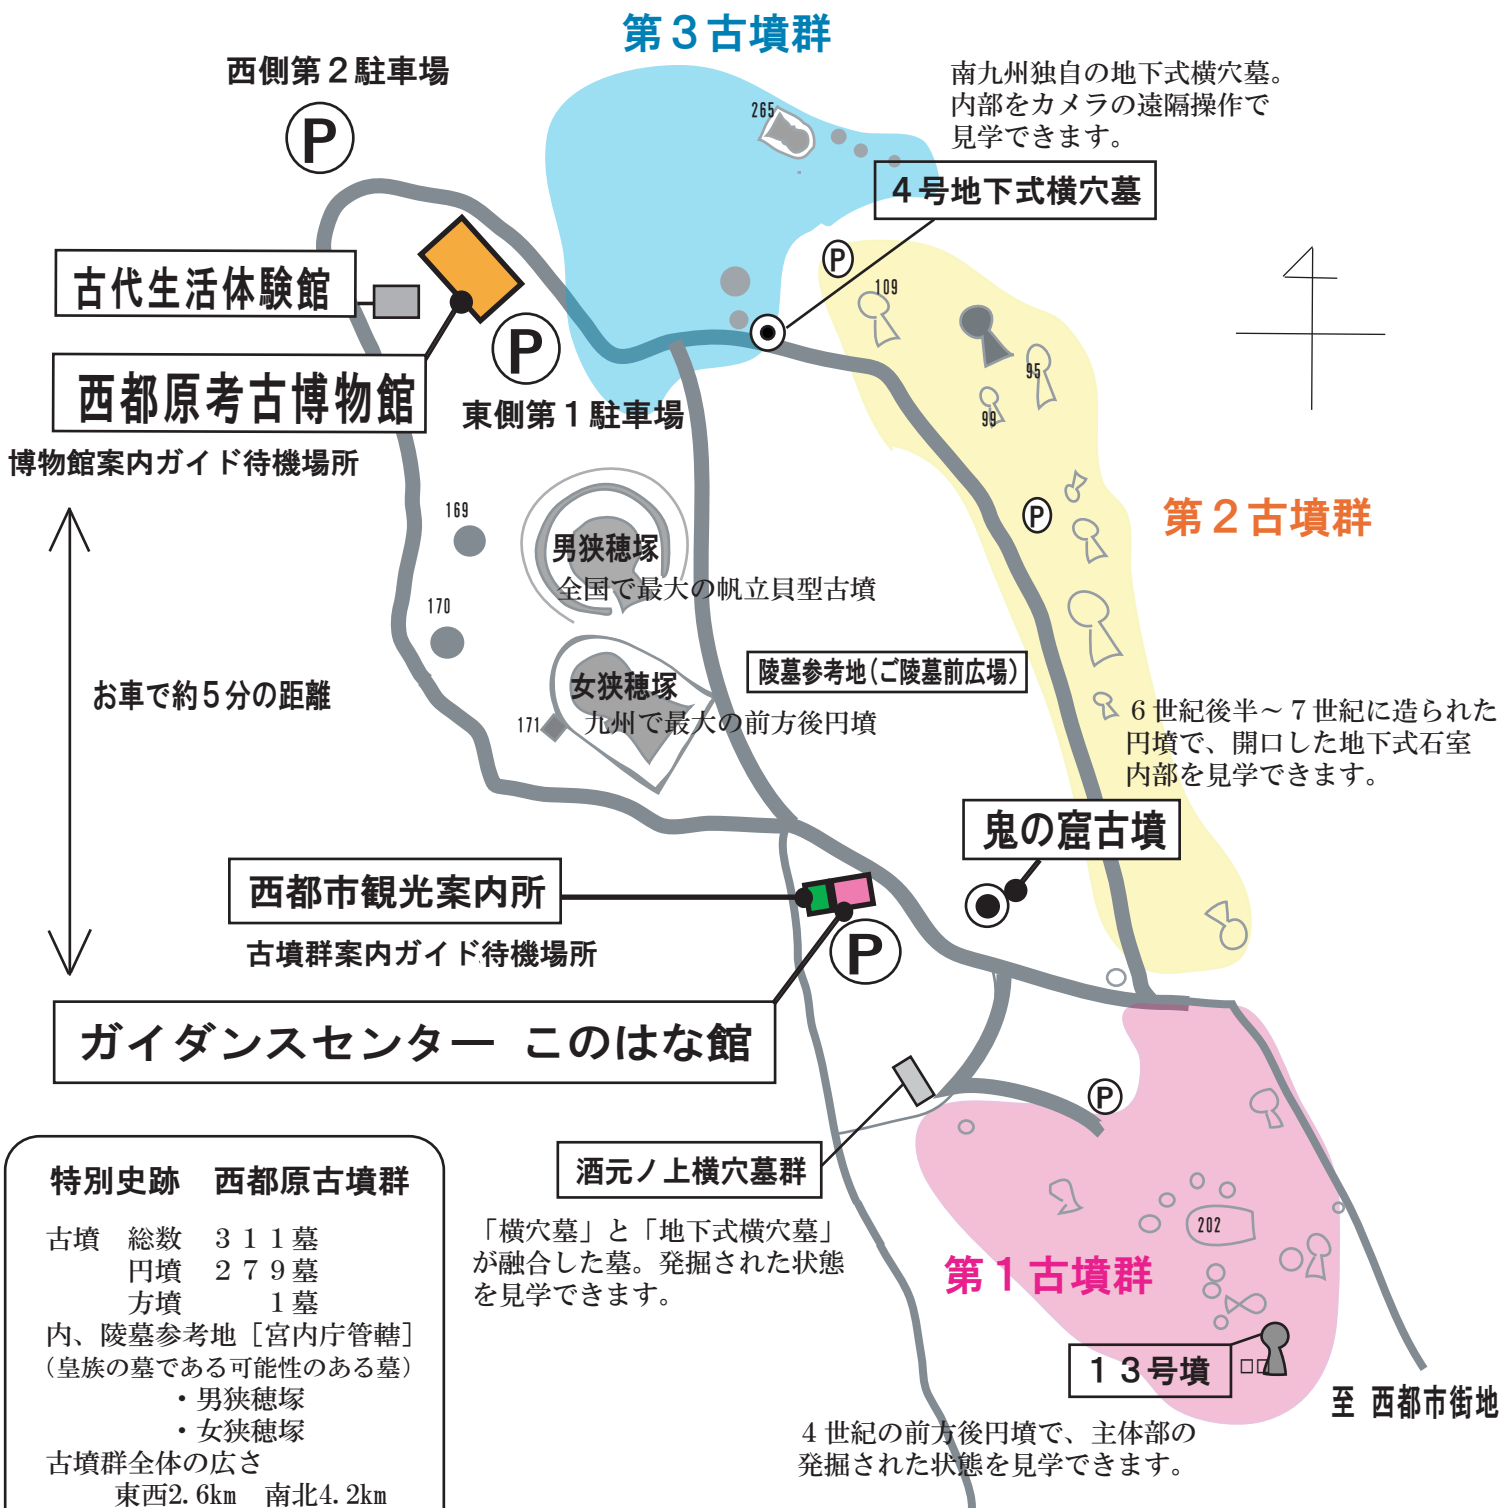 第３古墳群
西側第２駐車場
P
南九州独自の地下式横穴墓。
内部をカメラの遠隔操作で
見学できます。
265
４号地下式横穴墓
P
109
古代生活体験館
P
西都原考古博物館
95
99
東側第１駐車場
博物館案内ガイド待機場所
169
P
第２古墳群
男狭穂塚
全国で最大の帆立貝型古墳
170
陵墓参考地(ご陵墓前広場)
女狭穂塚
お車で約５分の距離
171
九州で最大の前方後円墳
６世紀後半～７世紀に造られた
円墳で、開口した地下式石室
内部を見学できます。
鬼の窟古墳
西都市観光案内所
古墳群案内ガイド待機場所
P
ガイダンスセンター このはな館
P
酒元ノ上横穴墓群
「横穴墓」と「地下式横穴墓」
が融合した墓。発掘された状態
を見学できます。
202
第１古墳群
１３号墳
□□
至 西都市街地
４世紀の前方後円墳で、主体部の
発掘された状態を見学できます。
特別史跡 西都原古墳群
古墳 総数 ３１１墓
円墳 ２７９墓
方墳 １墓
内、陵墓参考地［宮内庁管轄］
（皇族の墓である可能性のある墓）
・男狭穂塚
・女狭穂塚
古墳群全体の広さ
東西2.6km 南北4.2km